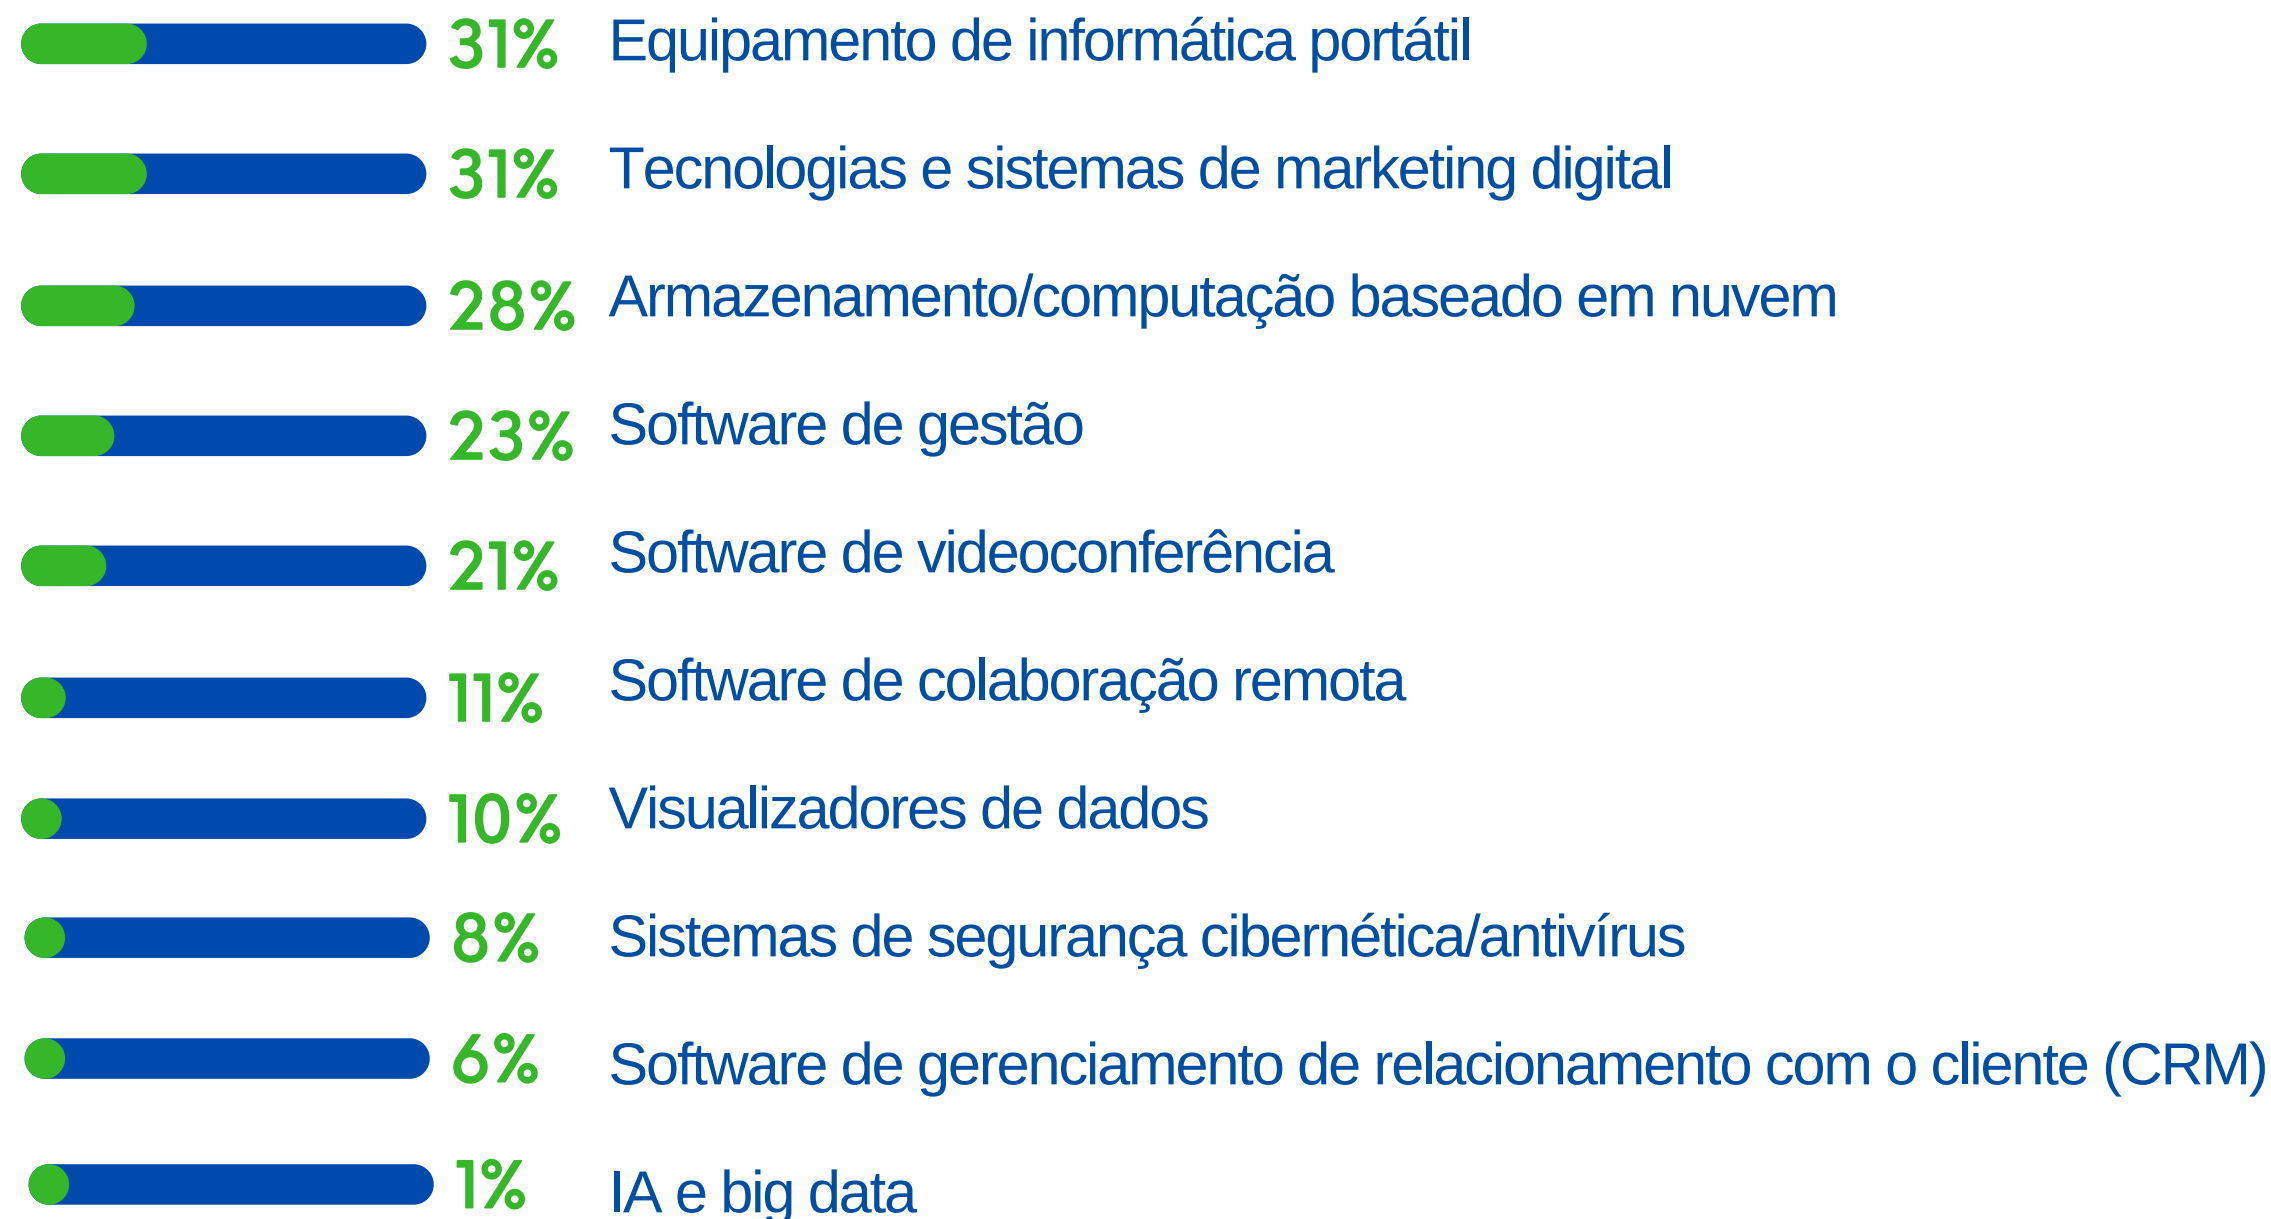 31% Equipamento de informática portátil
31% Tecnologias e sistemas de marketing digital
28% Armazenamento/computação baseado em nuvem
23% Software de gestão
21% Software de videoconferência
11% Software de colaboração remota
10% Visualizadores de dados
8% Sistemas de segurança cibernética/antivírus
6% Software de gerenciamento de relacionamento com o cliente (CRM)
1% IA e big data